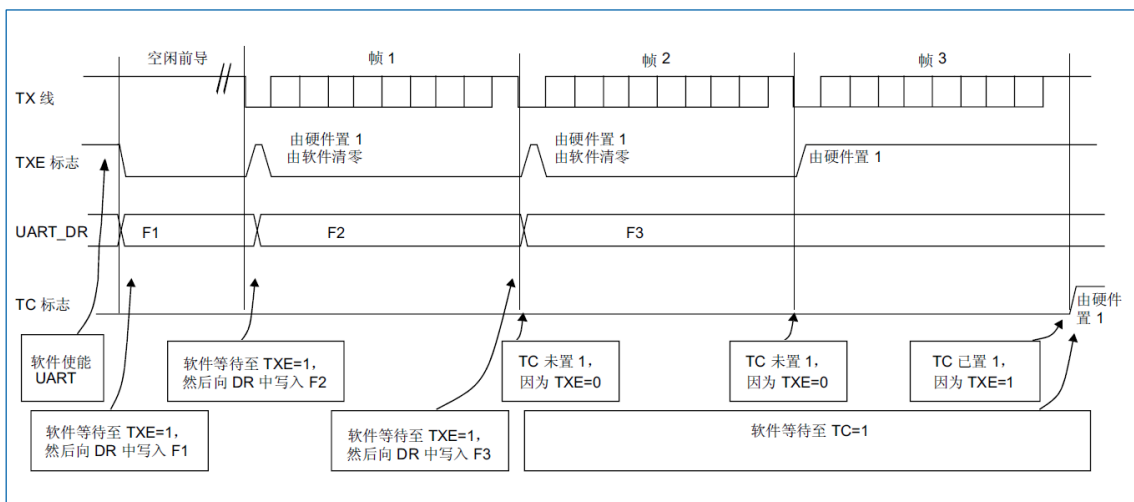 空闲前导
帧 1
帧 2
帧 3
TX 线
由硬件置 1
由软件清零
由硬件置 1
由软件清零
由硬件置 1
TXE 标志
UART_DR
F1
F2
F3
TC 标志
由硬件
置 1
软件使能
UART
软件等待至 TXE=1,
然后向 DR 中写入 F2
TC 未置 1,
因为 TXE=0
TC 未置 1,
因为 TXE=0
TC 已置 1,
因为 TXE=1
软件等待至 TXE=1,
然后向 DR 中写入 F1
软件等待至 TXE=1,
然后向 DR 中写入 F3
软件等待至 TC=1